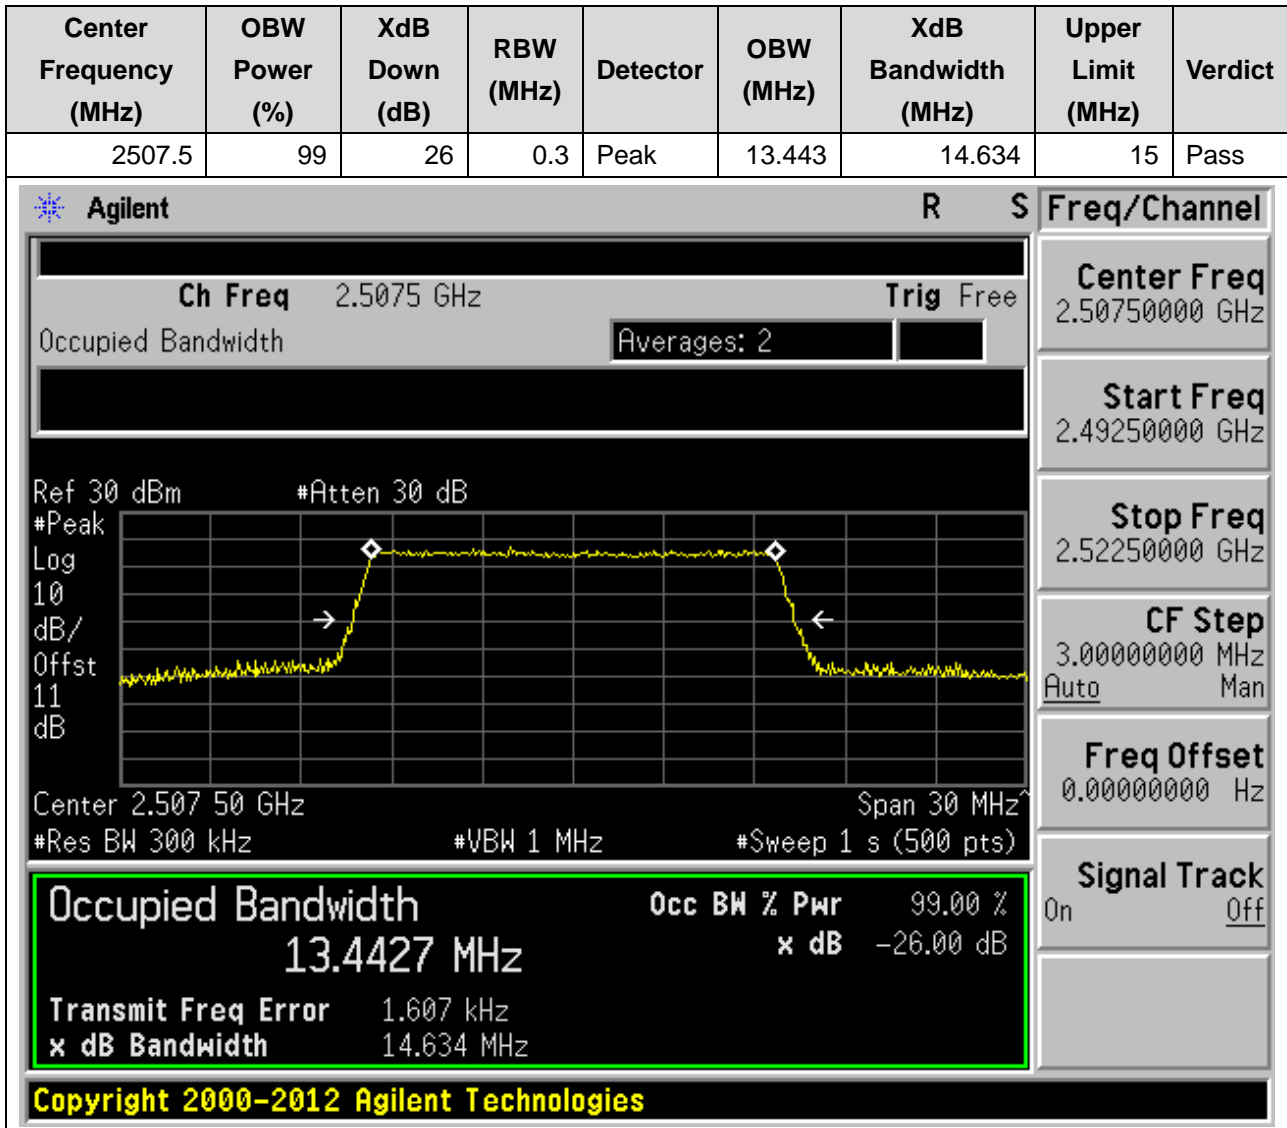 Center Frequency (MHz) OBW Power (%) XdB Down (dB) RBW (MHz) Detector OBW (MHz) XdB Bandwidth (MHz) Upper Limit (MHz) Verdict
2507.5 99 26 0.3 Peak 13.443 14.634 15 Pass
Agilent R S Freq/Channel
Ch Freq 2.5075 GHz Trig Free
Occupied Bandwidth Averages: 2
Center Freq
2.50750000 GHz
Start Freq
2.49250000 GHz
Stop Freq
2.52250000 GHz
CF Step
3.00000000 MHz
Auto Man
Freq Offset
0.00000000 Hz
Signal Track
On Off
Ref 30 dBm #Atten 30 dB
#Peak
Log
10
dB/
Offst
11
dB
Center 2.507 50 GHz Span 30 MHz^
#Res BW 300 kHz #VBW 1 MHz #Sweep 1 s (500 pts)
Occupied Bandwidth Occ BW % Pwr 99.00 %
13.4427 MHz x dB -26.00 dB
Transmit Freq Error 1.607 kHz
x dB Bandwidth 14.634 MHz
Copyright 2000-2012 Agilent Technologies